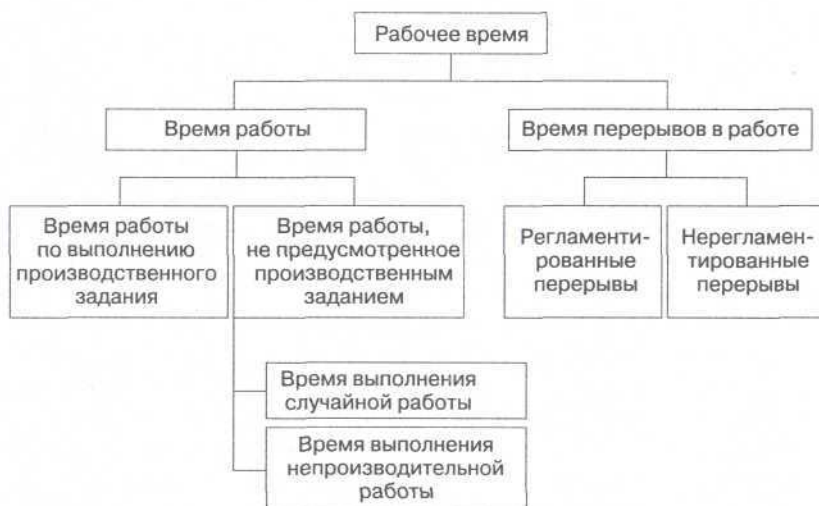 Рабочее время
Время работы
Время перерывов в работе
Время работы
по выполнению
производственного
задания
Время работы,
не предусмотренное
производственным
заданием
Регламенти-
рованные
перерывы
Нерегламен-
тированные
перерывы
Время выполнения
случайной работы
Время выполнения
непроизводительной
работы